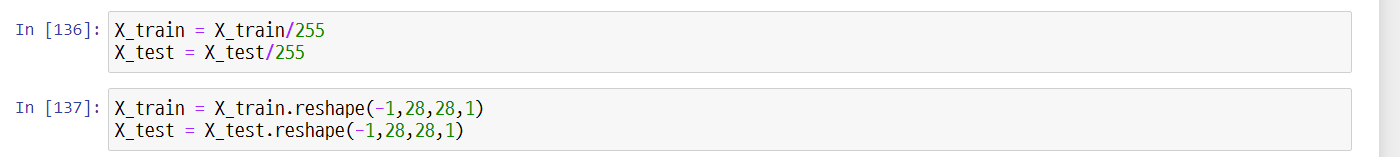 In [136]: X_train = X_train/255
X_test = X_test/255
In [137]: X_train = X_train.reshape(-1,28,28,1)
X_test = X_test.reshape(-1,28,28,1)